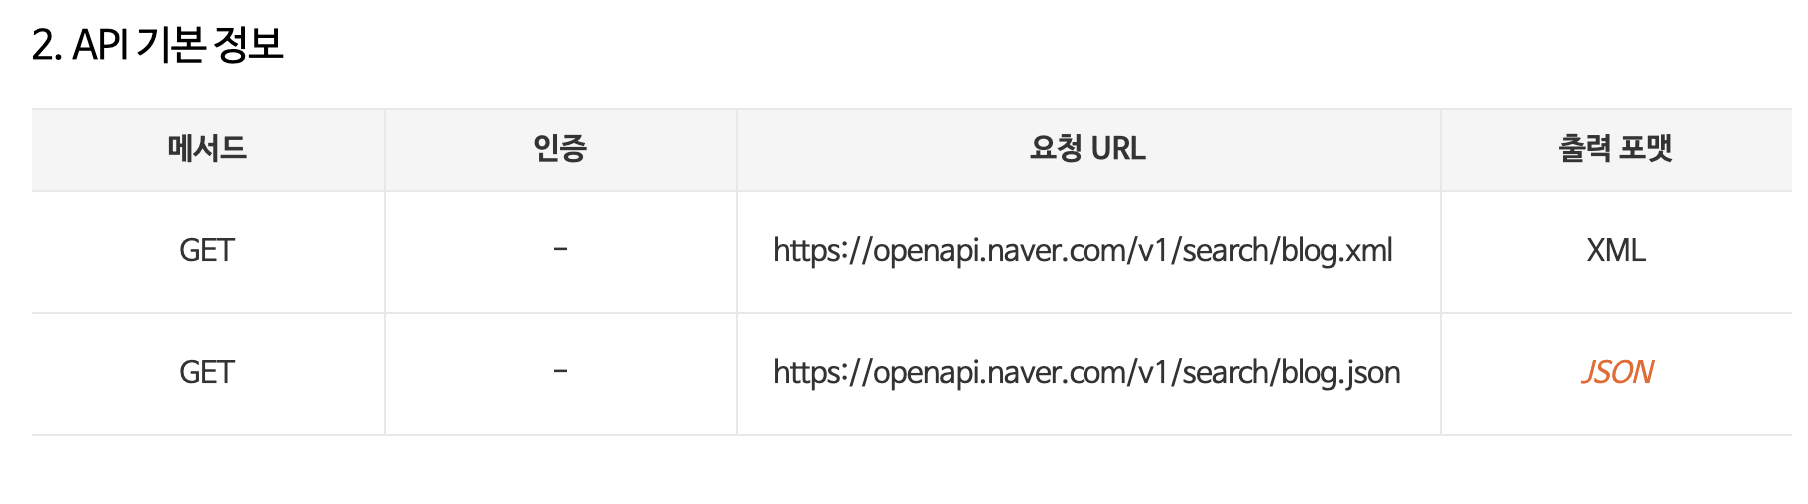 2. API 기본 정보
메서드 인증 요청 URL 출력 포맷
GET - https://openapi.naver.com/v1/search/blog.xml XML
GET - https://openapi.naver.com/v1/search/blog.json JSON